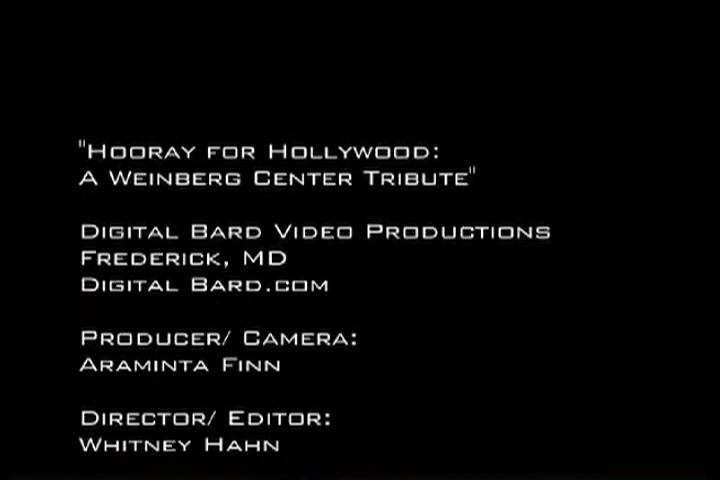 "Hooray for Hollywood:
A Weinberg Center Tribute"
Digital Bard Video Productions
Frederick, MD
Digital Bard.com
Producer/ Camera:
Araminta Finn
Director/ Editor:
Whitney Hahn